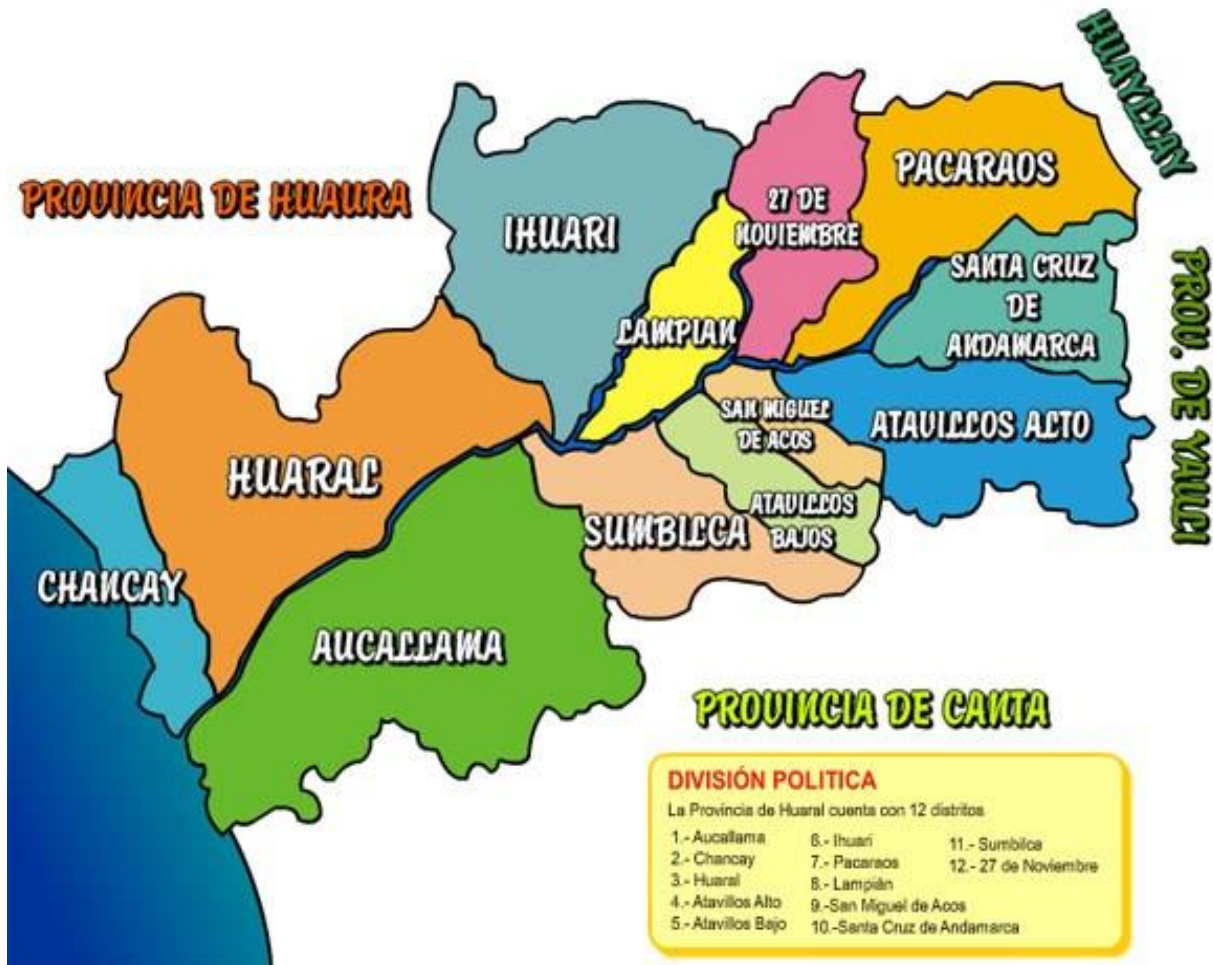 HUAYLLAY
PROVINCIA DE HUAURA
IHUARI
27 DE
NOVIEMBRE
PACARAOS
SANTA CRUZ
DE
ANDAMARCA
PROV. DE YAULI
LAMPIAN
SAN MIGUEL
DE ACOS
ATAVILLOS ALTO
HUARAL
ATAVILLOS
BAJOS
SUMBILCA
CHANCAY
AUCALLAMA
PROVINCIA DE CANTA
DIVISIÓN POLITICA
La Provincia de Huaral cuenta con 12 distritos
1.- Aucallama
2.- Chancay
3.- Huaral
4.- Atavillos Alto
5.- Atavillos Bajo
6.- Ihuari
7.- Pacaraos
8.- Lampián
9.-San Miguel de Acos
10.-Santa Cruz de Andamarca
11.- Sumbilca
12.- 27 de Noviembre